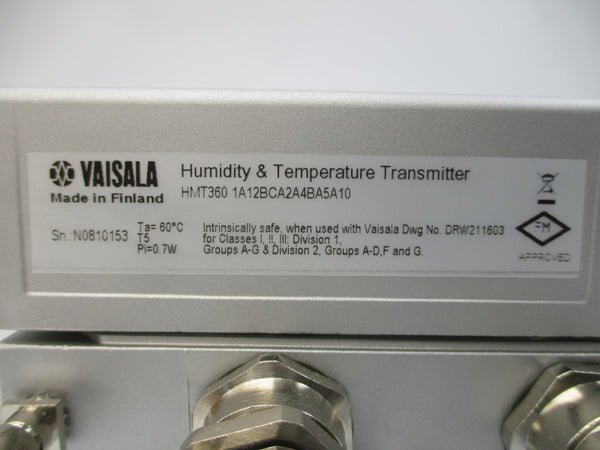 VAISALA
Made in Finland
Humidity & Temperature Transmitter
HMT360 1A12BCA2A4BA5A10
Sn.:N0810153
Ta= 60°C
T5
Pi=0.7W
Intrinsically safe, when used with Vaisala Dwg No. DRW211603
for Classes I, II, III: Division 1,
Groups A-G & Division 2, Groups A-D,F and G.
FM
APPROVED